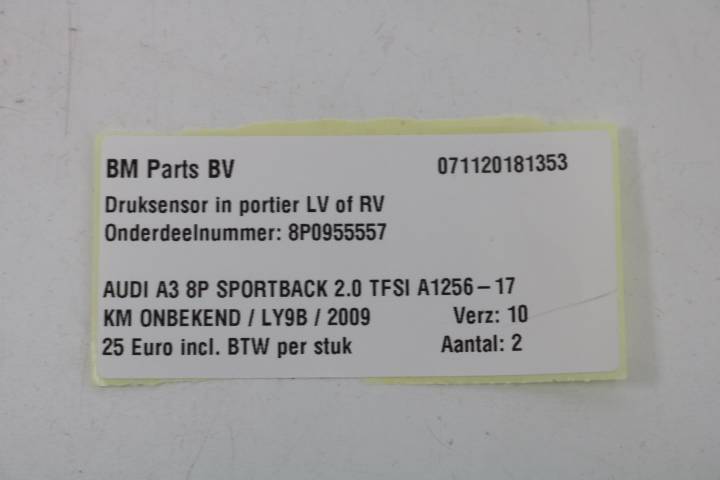 BM Parts BV 071120181353
Druksensor in portier LV of RV
Onderdeelnummer: 8P0955557
AUDI A3 8P SPORTBACK 2.0 TFSI A1256-17
KM ONBEKEND / LY9B / 2009 Verz: 10
25 Euro incl. BTW per stuk Aantal: 2